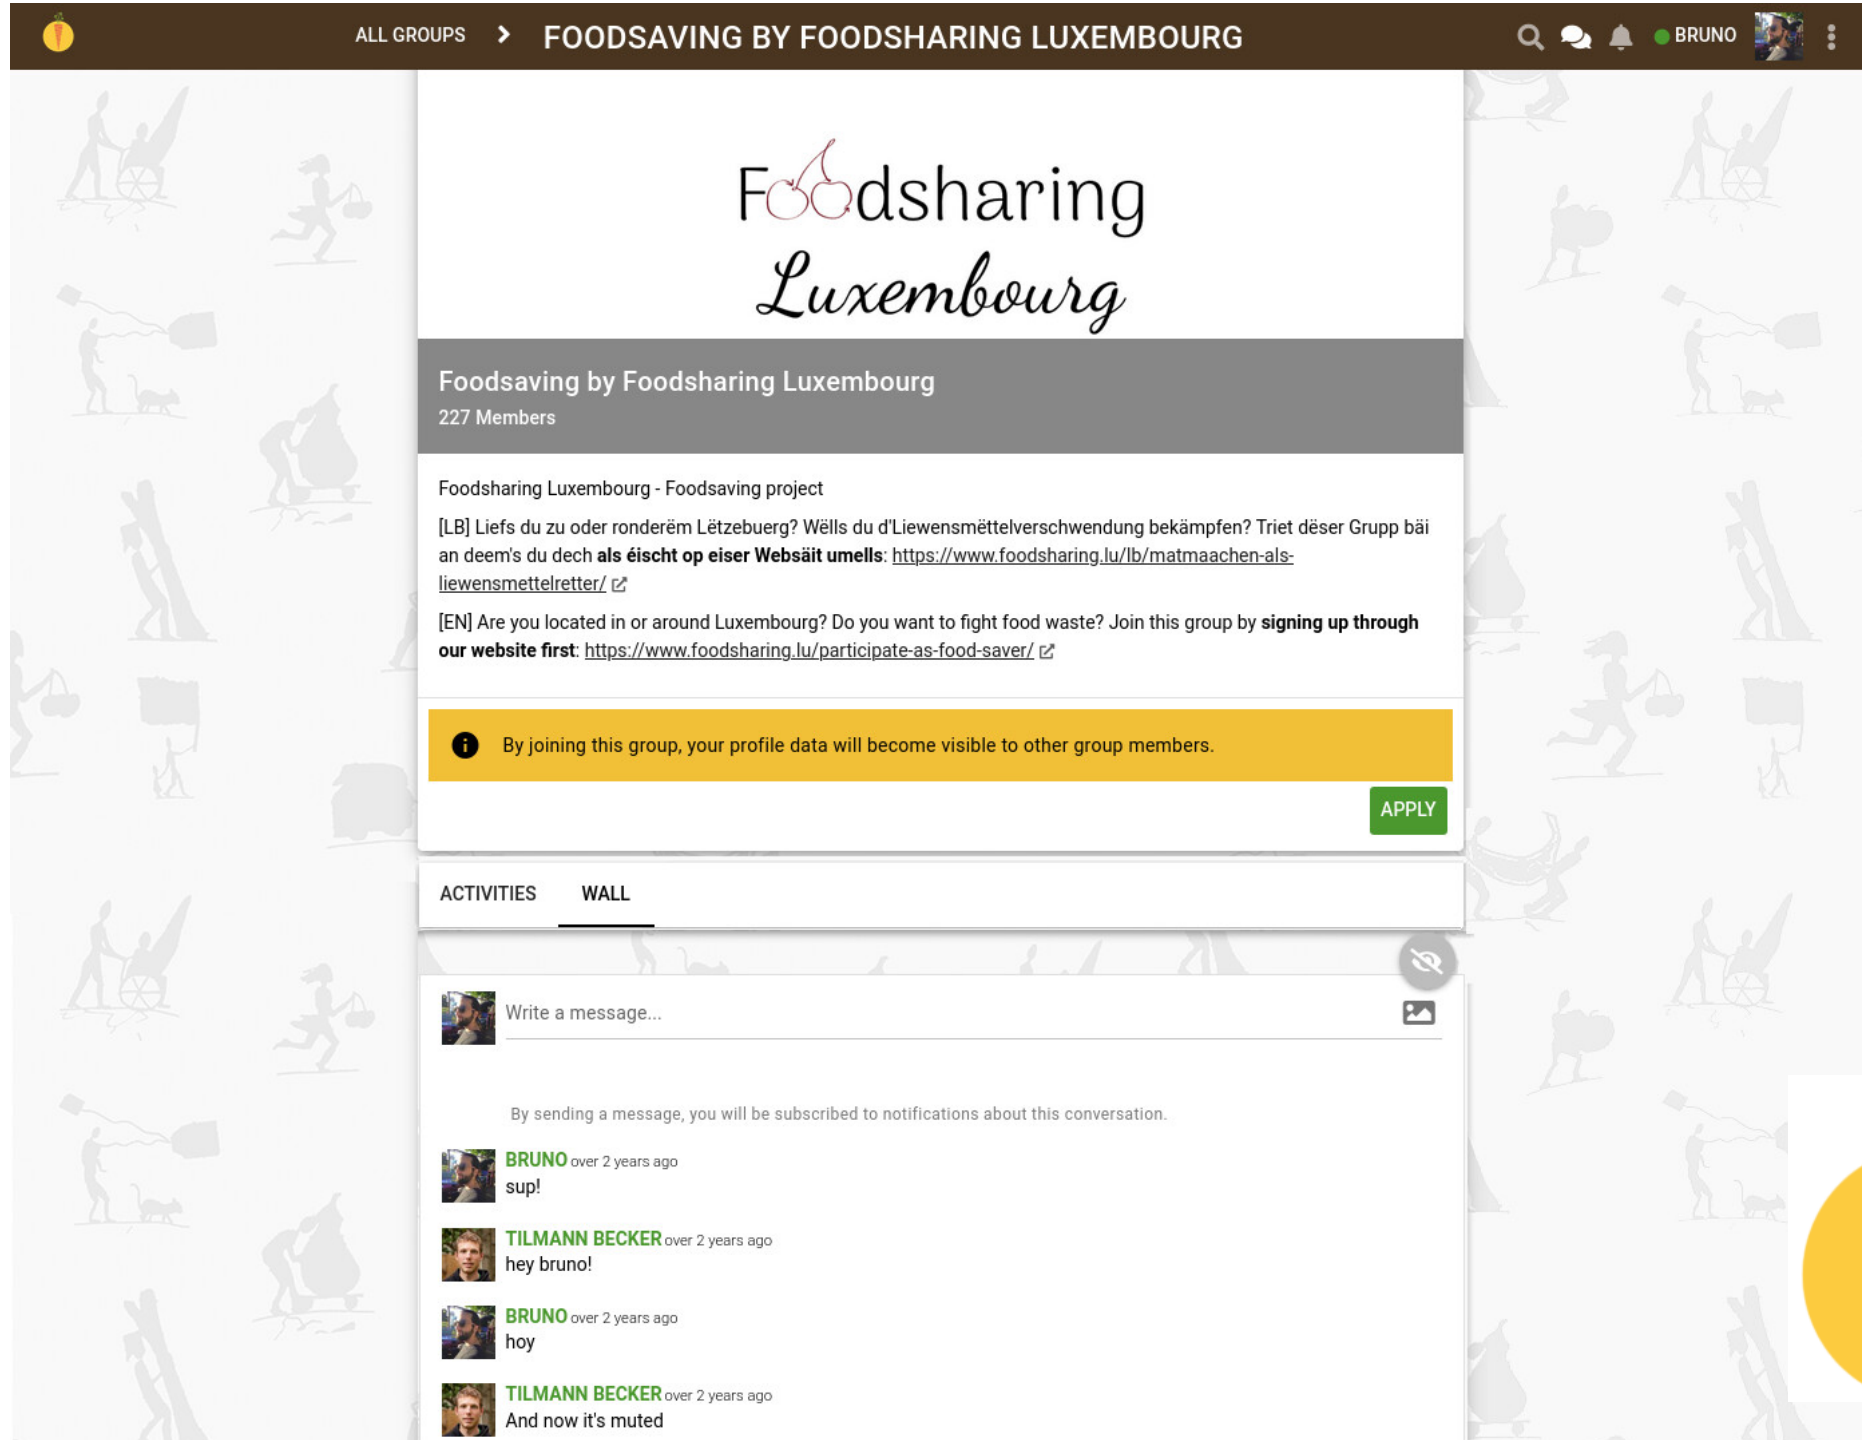 ALL GROUPS
FOODSAVING BY FOODSHARING LUXEMBOURG
BRUNO
Foodsharing
Luxembourg
Foodsaving by Foodsharing Luxembourg
227 Members
Foodsharing Luxembourg - Foodsaving project
[LB] Liefs du zu oder ronderëm Lëtzebuerg? Wëlls du d'Liewensmëttelverschwendung bekämpfen? Triet dëser Grupp bäi
an deem's du dech als éischt op eiser Websäit umells: https://www.foodsharing.lu/lb/matmaachen-als-
liewensmettelretter/
[EN] Are you located in or around Luxembourg? Do you want to fight food waste? Join this group by signing up through
our website first: https://www.foodsharing.lu/participate-as-food-saver/
By joining this group, your profile data will become visible to other group members.
APPLY
ACTIVITIES WALL
Write a message...
By sending a message, you will be subscribed to notifications about this conversation.
BRUNO over 2 years ago
sup!
TILMANN BECKER over 2 years ago
hey bruno!
BRUNO over 2 years ago
hoy
TILMANN BECKER over 2 years ago
And now it's muted